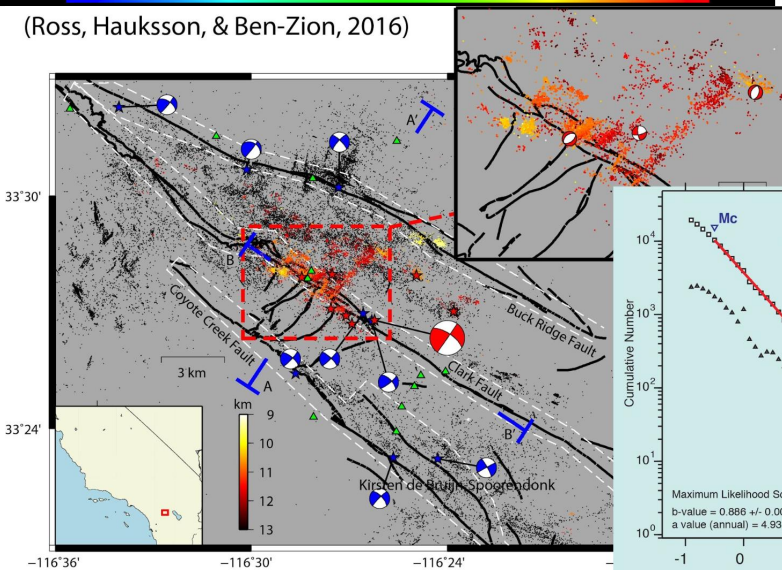 (Ross, Hauksson, & Ben-Zion, 2016)
A'
33°30'
B
Mc
10⁴
10³
10²
10¹
10⁰
Cumulative Number
Buck Ridge Fault
Coyote Creek Fault
Clark Fault
3 km
A
B'
km
9
10
11
12
13
33°24'
Kirsten de Bruijn-Spoorendonk
Maximum Likelihood So
b-value = 0.886 +/- 0.00
a value (annual) = 4.93
-1
0
−116°36'
−116°30'
−116°24'